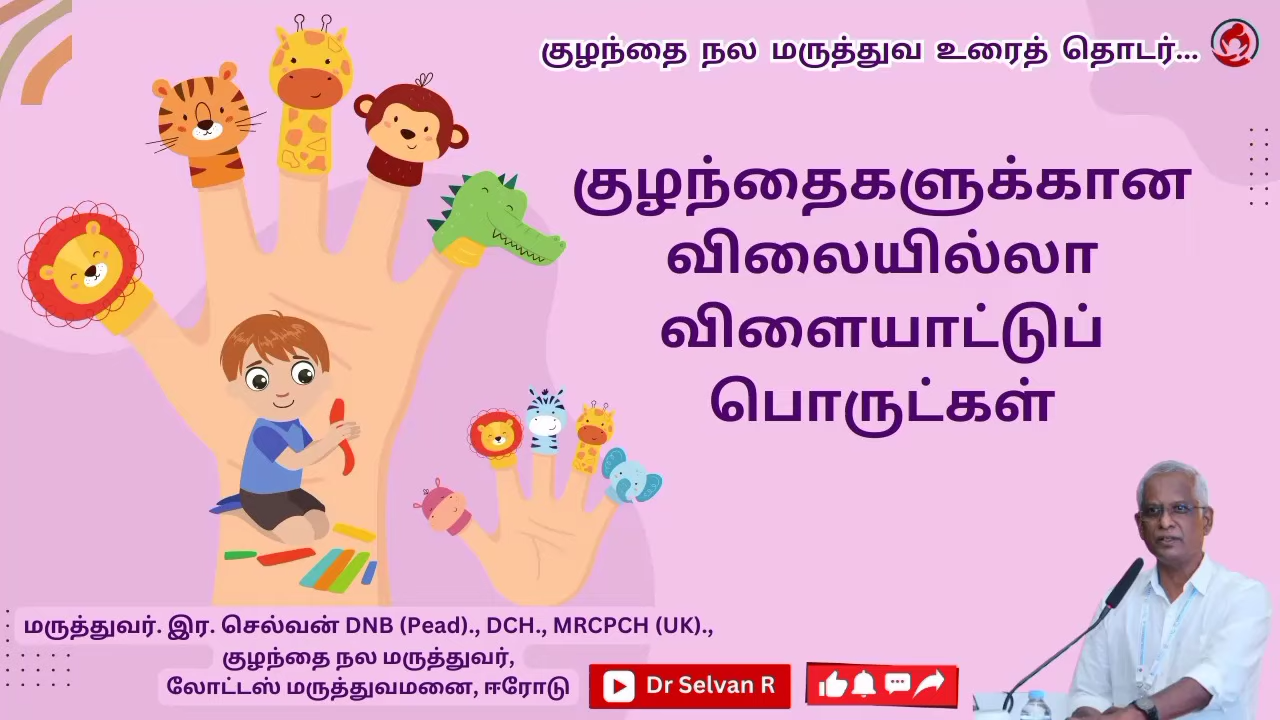 குழந்தை நல மருத்துவ உரைத் தொடர்...
குழந்தைகளுக்கான
விலையில்லா
விளையாட்டுப்
பொருட்கள்
மருத்துவர். இர. செல்வன் DNB (Pead)., DCH., MRCPCH (UK).,
குழந்தை நல மருத்துவர்,
லோட்டஸ் மருத்துவமனை, ஈரோடு
Dr Selvan R